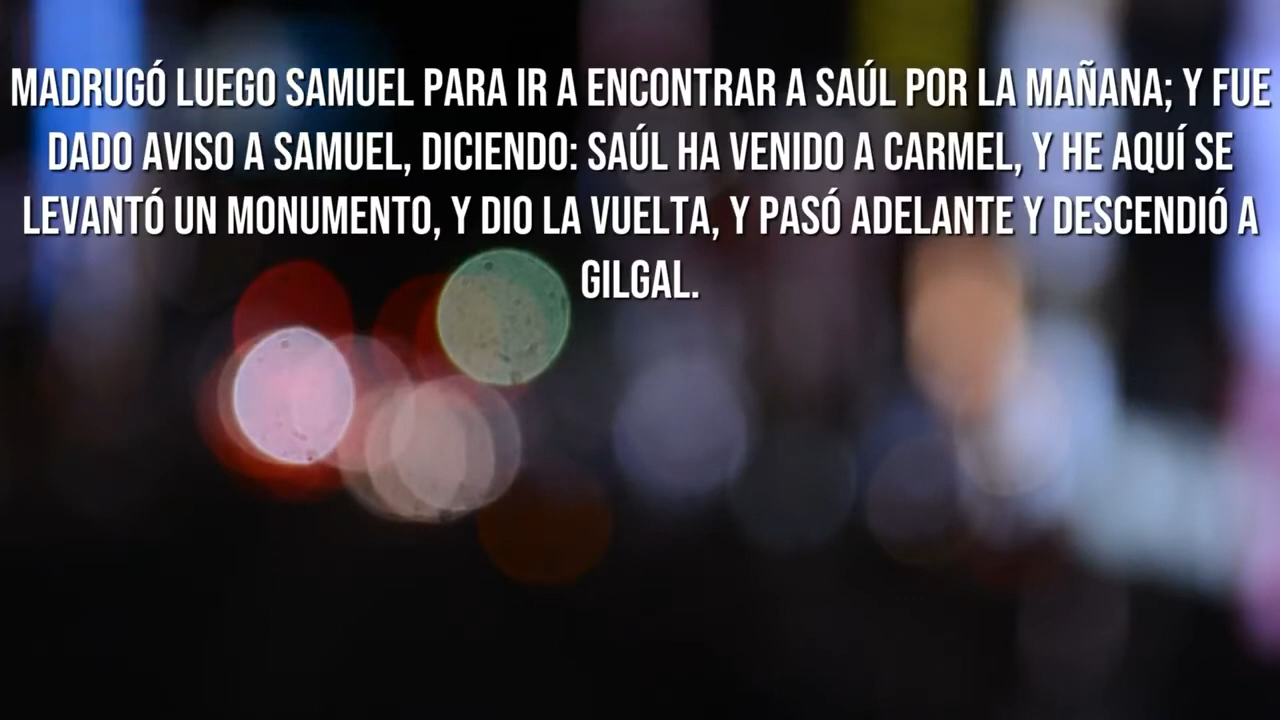 MADRUGÓ LUEGO SAMUEL PARA IR A ENCONTRAR A SAÚL POR LA MAÑANA; Y FUE
DADO AVISO A SAMUEL, DICIENDO: SAÚL HA VENIDO A CARMEL, Y HE AQUÍ SE
LEVANTÓ UN MONUMENTO, Y DIO LA VUELTA, Y PASÓ ADELANTE Y DESCENDIÓ A
GILGAL.